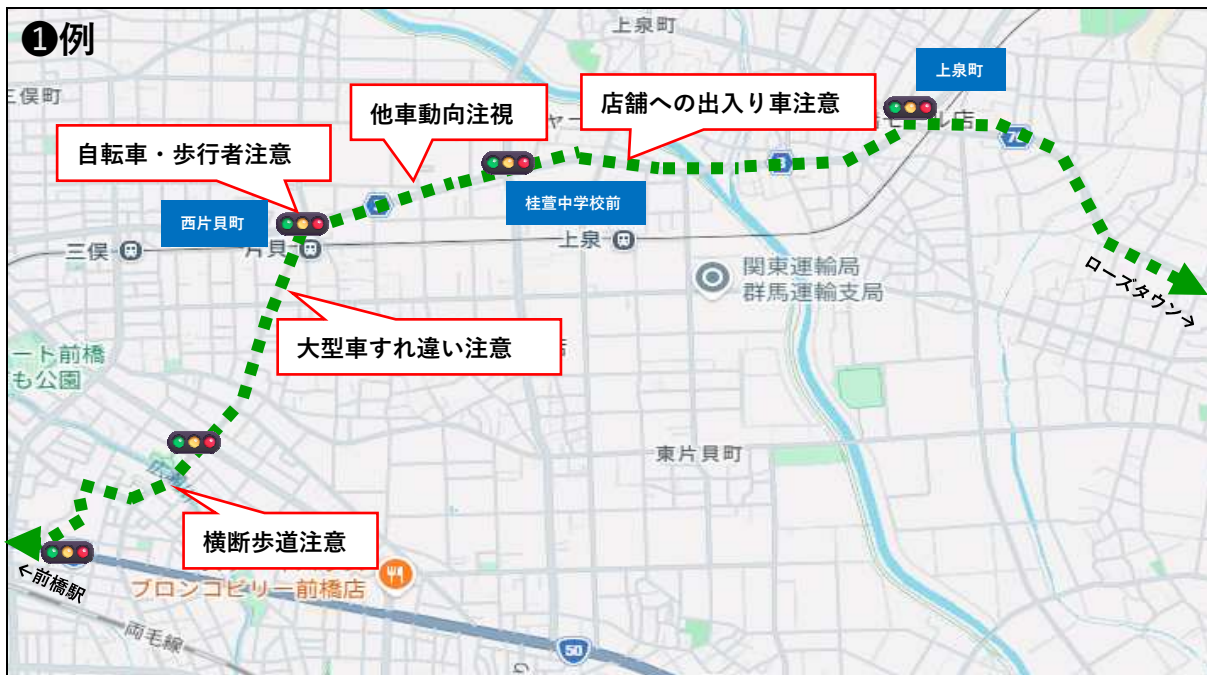 ❶例
上泉町
三俣町
他車動向注視
店舗への出入り車注意
上泉町
自転車・歩行者注意
西片貝町
桂萱中学校前
三俣
片貝
上泉
関東運輸局
群馬運輸支局
ローズタウン→
大型車すれ違い注意
ート前橋
も公園
東片貝町
横断歩道注意
←前橋駅
ブロンコビリー前橋店
両毛線
50